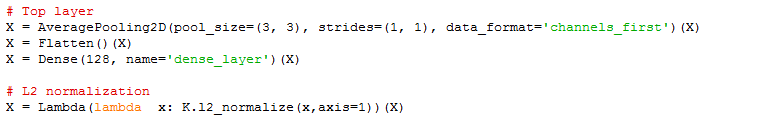 # Top layer
X = AveragePooling2D(pool_size=(3, 3), strides=(1, 1), data_format='channels_first')(X)
X = Flatten()(X)
X = Dense(128, name='dense_layer')(X)

# L2 normalization
X = Lambda(lambda  x: K.l2_normalize(x,axis=1))(X)